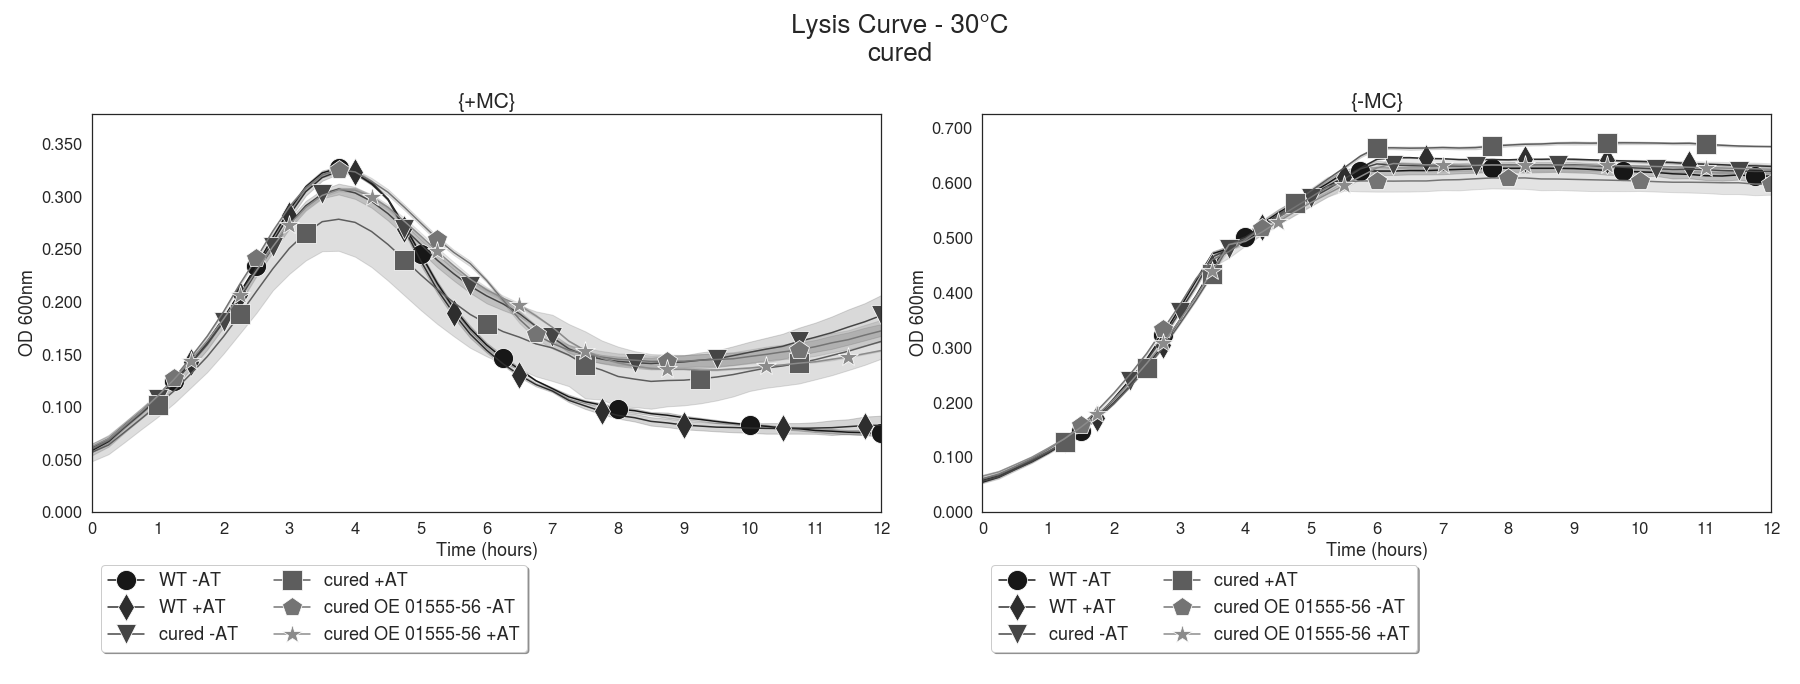 Lysis Curve - 30°C
cured
{+MC}
OD 600nm
0.350
0.300
0.250
0.200
0.150
0.100
0.050
0.000
0 1 2 3 4 5 6 7 8 9 10 11 12
Time (hours)
WT -AT
WT +AT
cured -AT
cured +AT
cured OE 01555-56 -AT
cured OE 01555-56 +AT
{-MC}
OD 600nm
0.700
0.600
0.500
0.400
0.300
0.200
0.100
0.000
0 1 2 3 4 5 6 7 8 9 10 11 12
Time (hours)
WT -AT
WT +AT
cured -AT
cured +AT
cured OE 01555-56 -AT
cured OE 01555-56 +AT